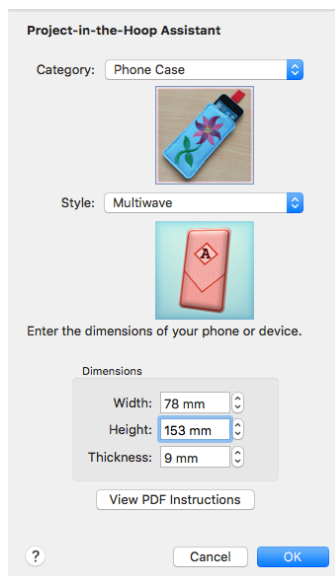 Project-in-the-Hoop Assistant
Category: Phone Case
Style: Multiwave
A
Enter the dimensions of your phone or device.
Dimensions
Width: 78 mm
Height: 153 mm
Thickness: 9 mm
View PDF Instructions
? Cancel OK